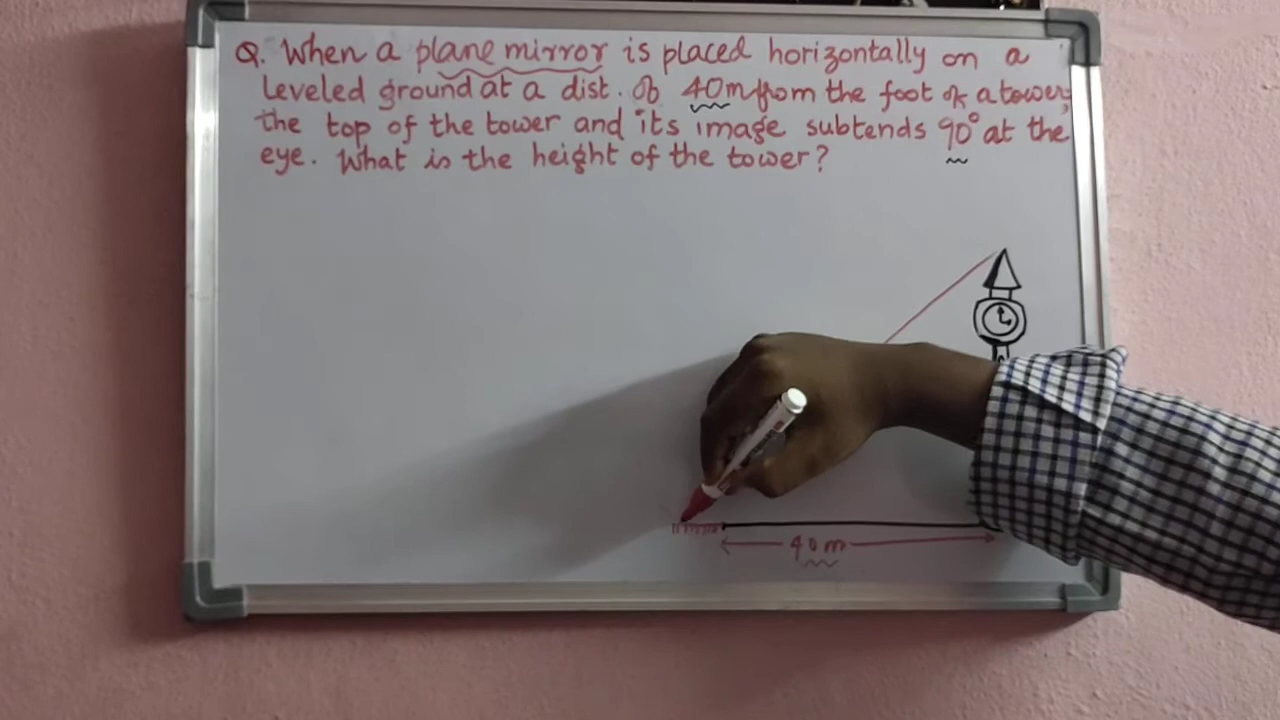 Q. When a plane mirror is placed horizontally on a
leveled ground at a dist. of 40m from the foot of a tower,
the top of the tower and its image subtends 90° at the
eye. What is the height of the tower?
40m